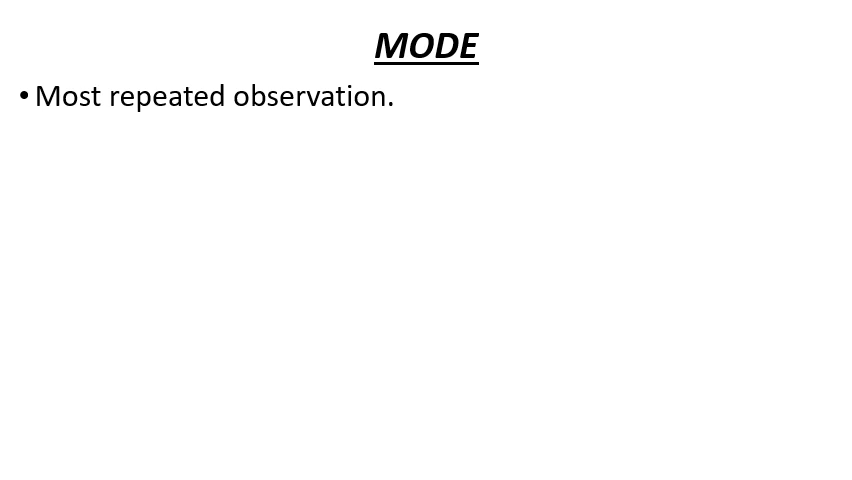 MODE
• Most repeated observation.